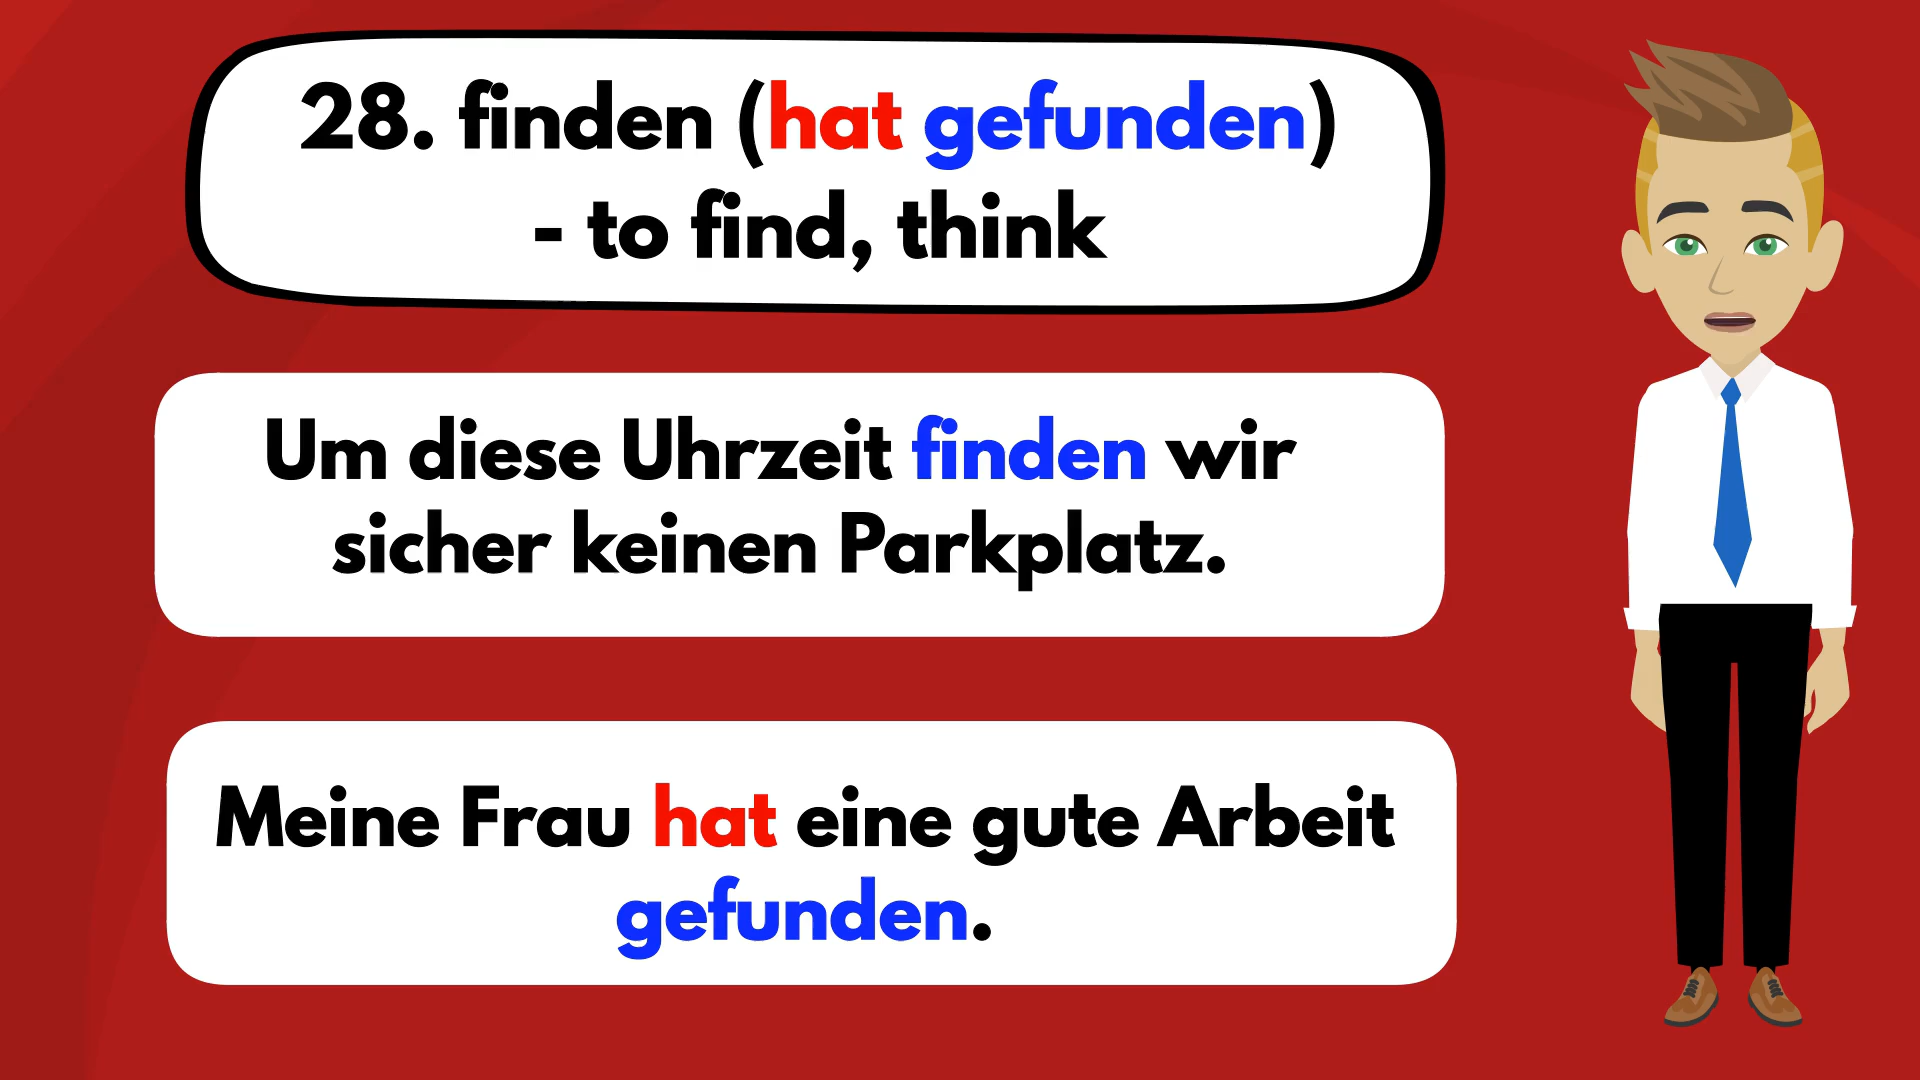 28. finden (hat gefunden)
- to find, think
Um diese Uhrzeit finden wir
sicher keinen Parkplatz.
Meine Frau hat eine gute Arbeit
gefunden.